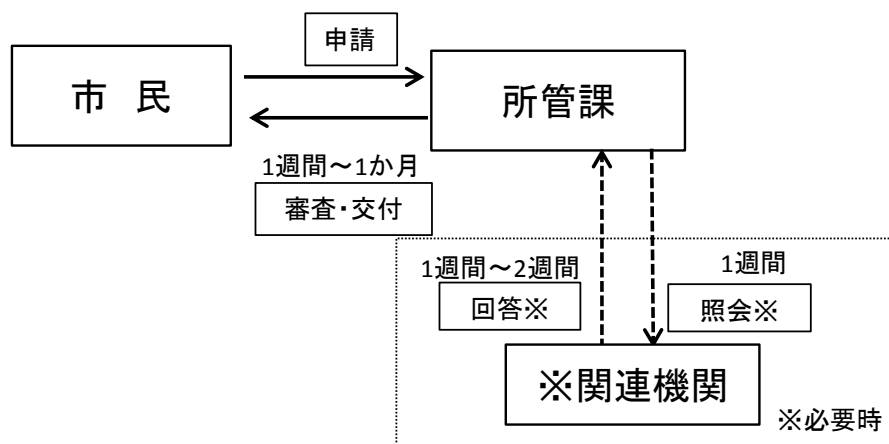 申請
市　民
所管課
1週間～1か月
審査・交付
1週間～2週間
回答※
1週間
照会※
※関連機関
※必要時